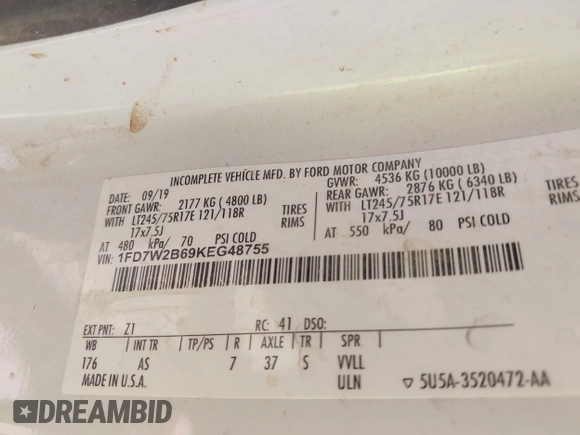 INCOMPLETE VEHICLE MFD. BY FORD MOTOR COMPANY
DATE: 09/19 GVWR: 4536 KG (10000 LB)
FRONT GAWR: 2177 KG (4800 LB) REAR GAWR: 2876 KG (6340 LB)
WITH LT245/75R17E 121/118R TIRES WITH LT245/75R17E 121/118R TIRES
17x7.5J RIMS 17x7.5J RIMS
AT 480 kPa/ 70 PSI COLD AT 550 kPa/ 80 PSI COLD
VIN: 1FD7W2B69KEG48755
EXT PNT: Z1 RC: 41 DSO:
WB INT TR TP/PS R AXLE TR SPR
176 AS 7 37 S VVLL
MADE IN U.S.A. ULN ▽ 5U5A-3520472-AA
TIRES
RIMS
DREAMBID